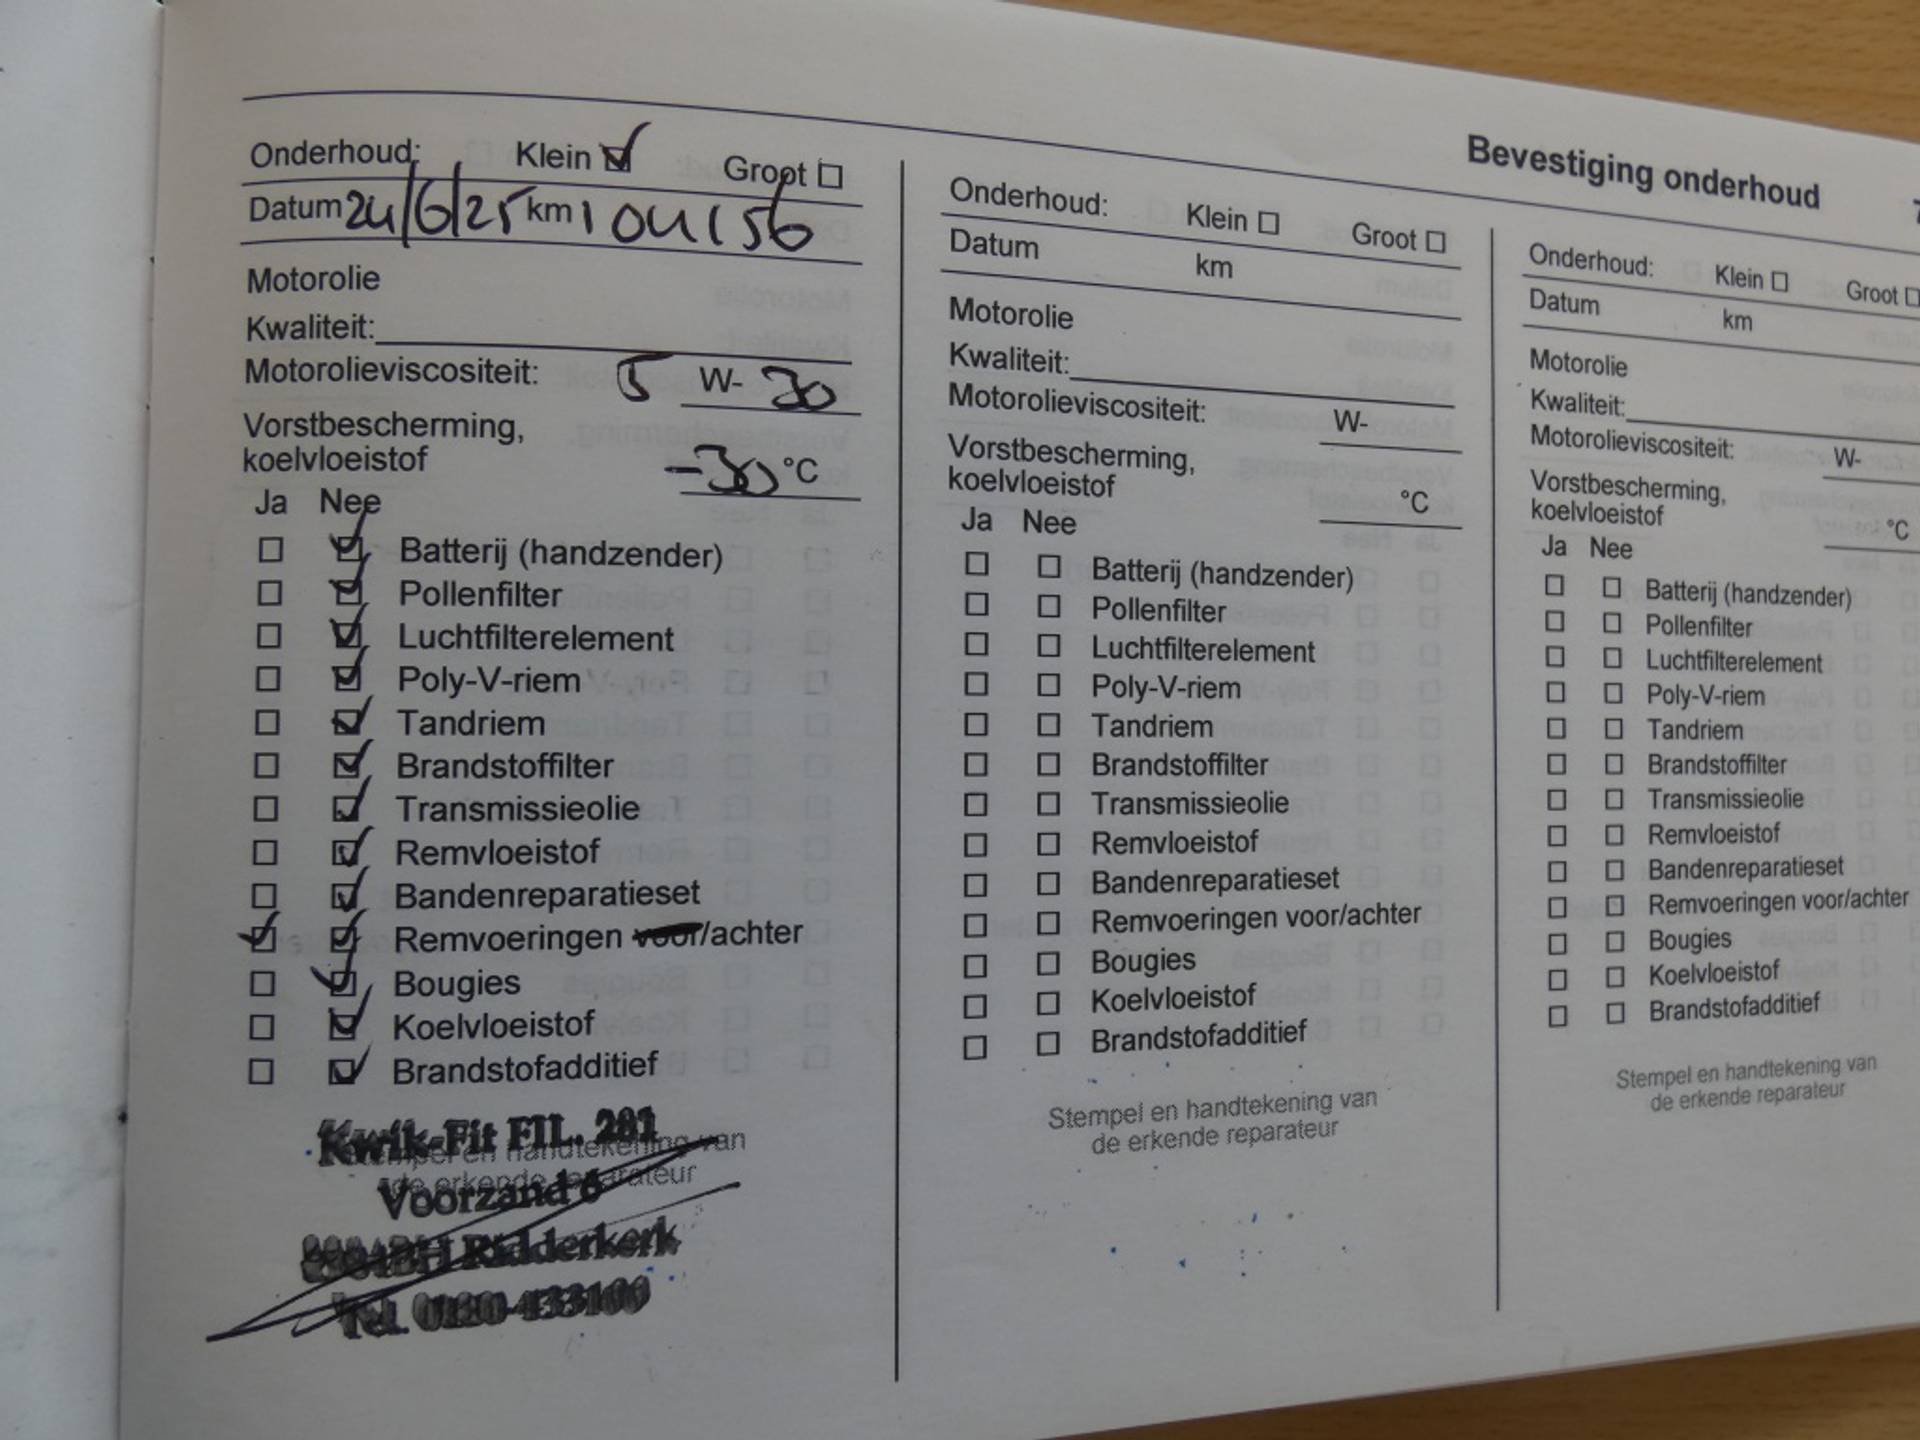 Bevestiging onderhoud
Onderhoud: Klein Groot
Datum 24/6/25 km 104156
Motorolie
Kwaliteit:
Motorolieviscositeit: 5 W- 30
Vorstbescherming,
koelvloeistof -30 °C
Ja Nee
Batterij (handzender)
Pollenfilter
Luchtfilterelement
Poly-V-riem
Tandriem
Brandstoffilter
Transmissieolie
Remvloeistof
Bandenreparatieset
Remvoeringen voor/achter
Bougies
Koelvloeistof
Brandstofadditief
Stempel en handtekening van
de erkende reparateur
Kwik-Fit FIL. 281
Voorzand 6
Ridderkerk
Tel. 0180-433100
Onderhoud: Klein Groot
Datum km
Motorolie
Kwaliteit:
Motorolieviscositeit: W-
Vorstbescherming,
koelvloeistof °C
Ja Nee
Batterij (handzender)
Pollenfilter
Luchtfilterelement
Poly-V-riem
Tandriem
Brandstoffilter
Transmissieolie
Remvloeistof
Bandenreparatieset
Remvoeringen voor/achter
Bougies
Koelvloeistof
Brandstofadditief
Stempel en handtekening van
de erkende reparateur
Onderhoud: Klein Groot
Datum km
Motorolie
Kwaliteit:
Motorolieviscositeit: W-
Vorstbescherming,
koelvloeistof °C
Ja Nee
Batterij (handzender)
Pollenfilter
Luchtfilterelement
Poly-V-riem
Tandriem
Brandstoffilter
Transmissieolie
Remvloeistof
Bandenreparatieset
Remvoeringen voor/achter
Bougies
Koelvloeistof
Brandstofadditief
Stempel en handtekening van
de erkende reparateur